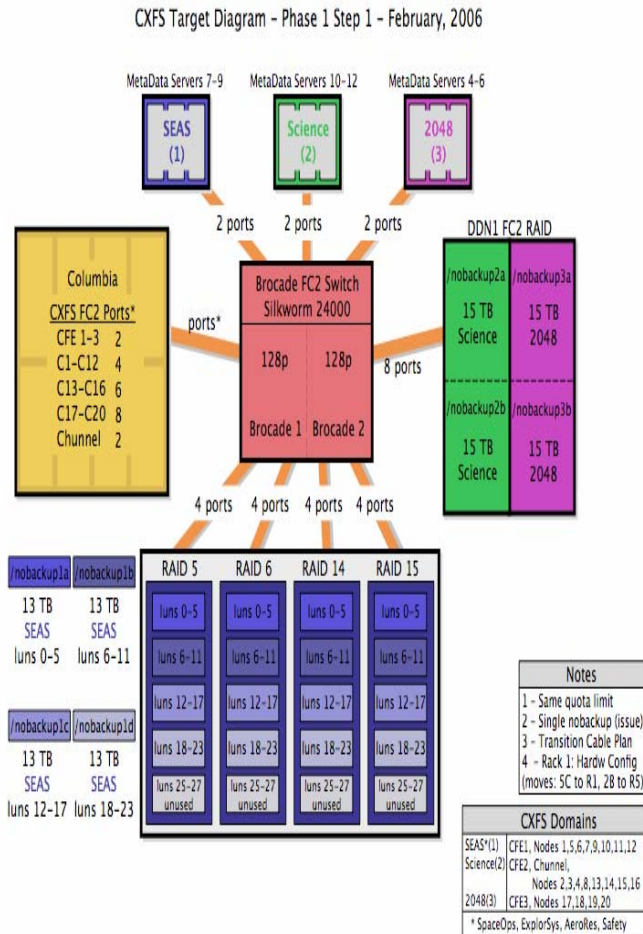 CXFS Target Diagram - Phase 1 Step 1 - February, 2006
MetaData Servers 7-9
MetaData Servers 10-12
MetaData Servers 4-6
SEAS
(1)
Science
(2)
2048
(3)
2 ports
2 ports
2 ports
Columbia
CXFS FC2 Ports*
CFE 1-3 2
C1-C12 4
C13-C16 6
C17-C20 8
Chunnel 2
ports*
Brocade FC2 Switch
Silkworm 24000
128p
128p
Brocade 1
Brocade 2
8 ports
DDN1 FC2 RAID
/nobackup2a
15 TB
Science
/nobackup3a
15 TB
2048
/nobackup2b
15 TB
Science
/nobackup3b
15 TB
2048
4 ports
4 ports
4 ports
4 ports
/nobackup1a
13 TB
SEAS
luns 0-5
/nobackup1b
13 TB
SEAS
luns 6-11
/nobackup1c
13 TB
SEAS
luns 12-17
/nobackup1d
13 TB
SEAS
luns 18-23
RAID 5
luns 0-5
luns 6-11
luns 12-17
luns 18-23
luns 25-27
unused
RAID 6
luns 0-5
luns 6-11
luns 12-17
luns 18-23
luns 25-27
unused
RAID 14
luns 0-5
luns 6-11
luns 12-17
luns 18-23
luns 25-27
unused
RAID 15
luns 0-5
luns 6-11
luns 12-17
luns 18-23
luns 25-27
unused
Notes
1 - Same quota limit
2 - Single nobackup (issue)
3 - Transition Cable Plan
4 - Rack 1: Hardw Config
(moves: 5C to R1, 2B to R5)
CXFS Domains
SEAS*(1) CFE1, Nodes 1,5,6,7,9,10,11,12
Science(2) CFE2, Chunnel,
Nodes 2,3,4,8,13,14,15,16
2048(3) CFE3, Nodes 17,18,19,20
* SpaceOps, ExplorSys, AeroRes, Safety